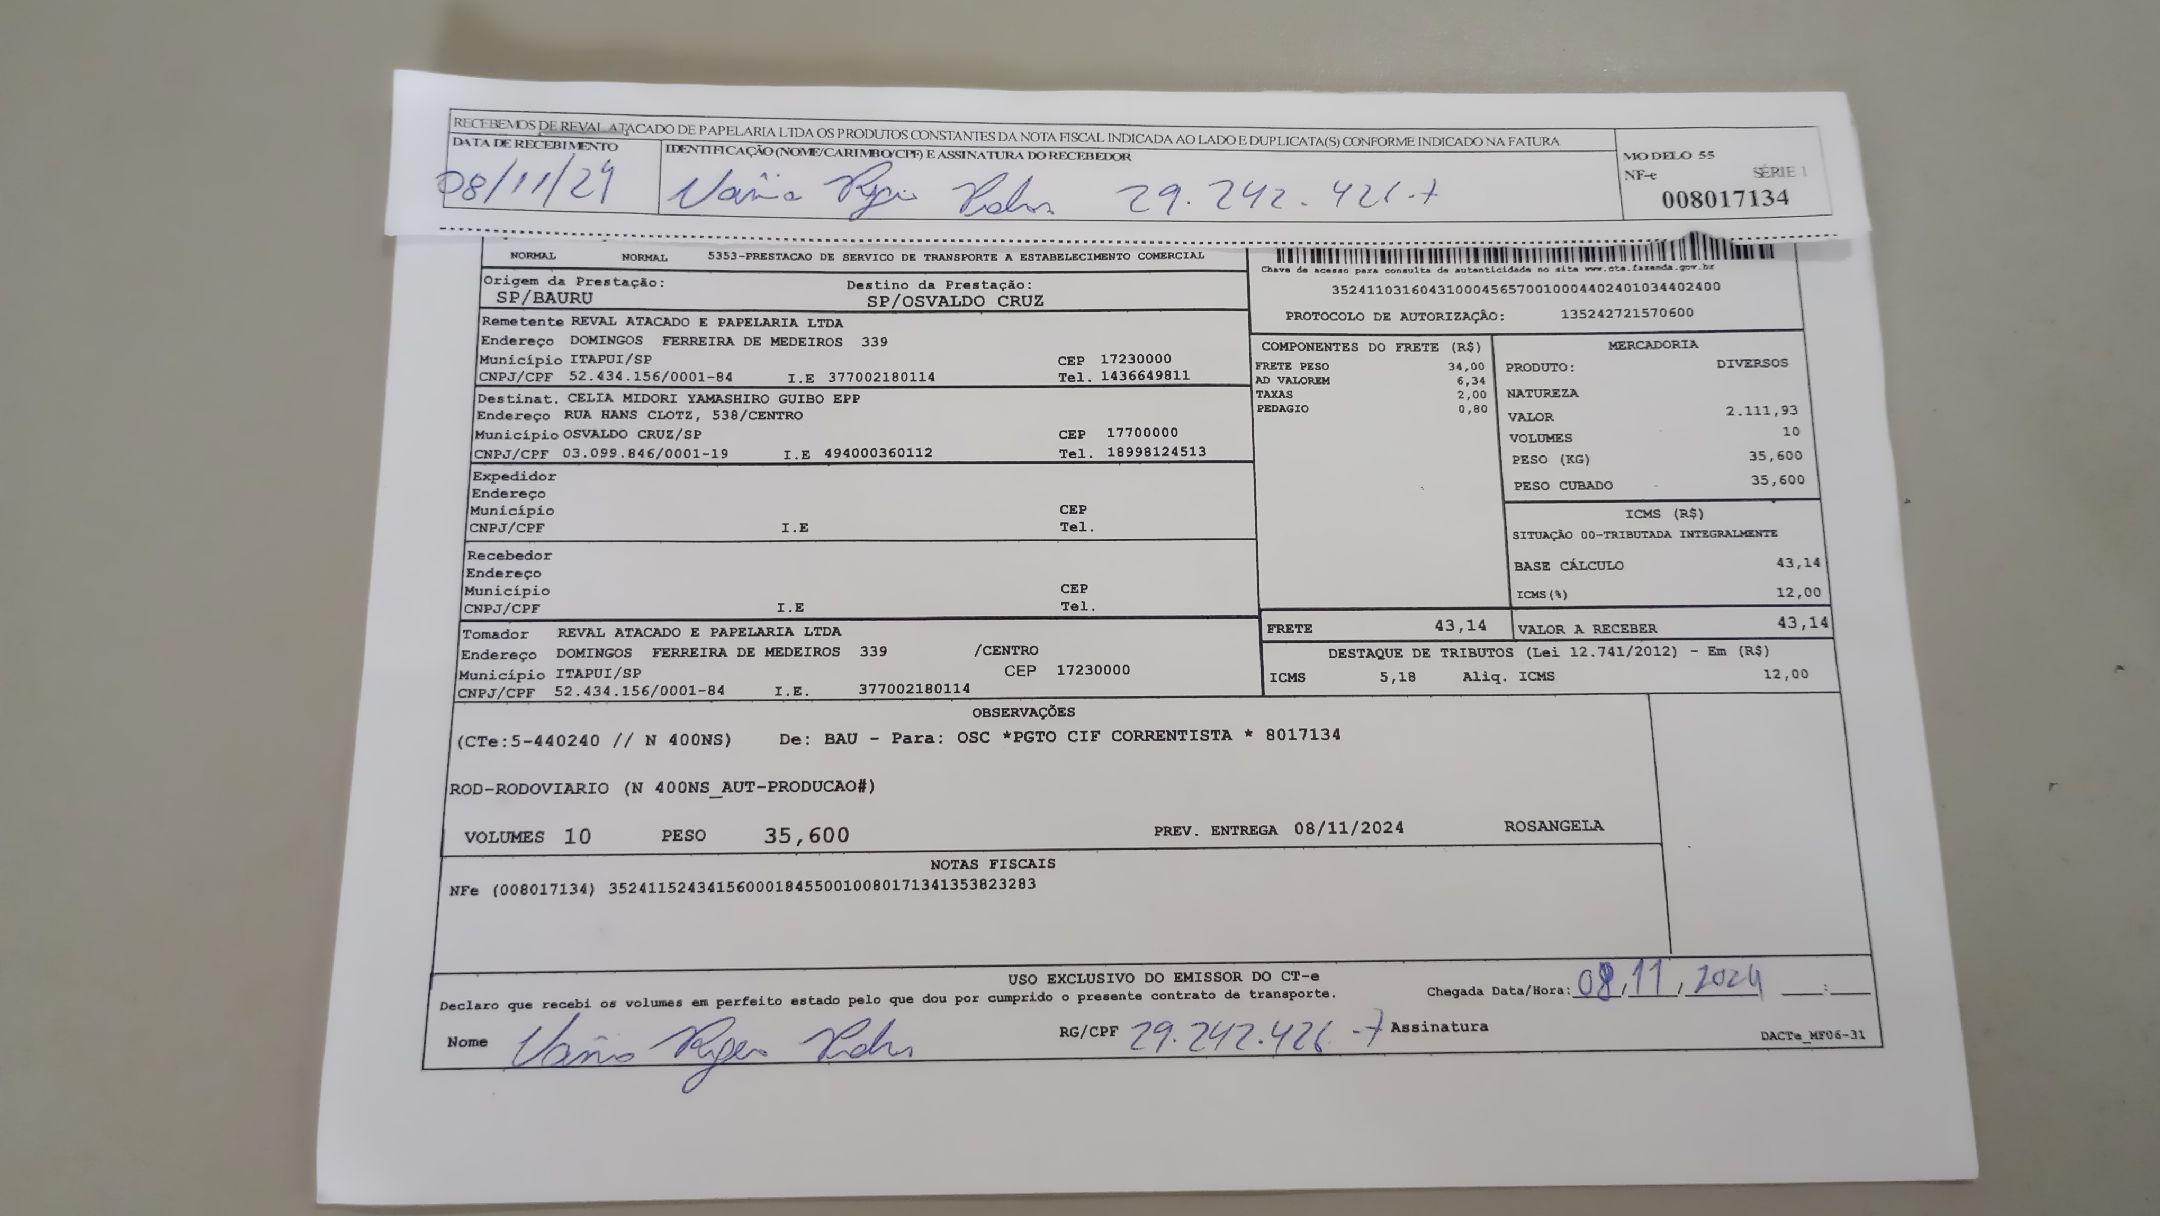 RECEBEMOS DE REVAL ATACADO DE PAPELARIA LTDA OS PRODUTOS CONSTANTES DA NOTA FISCAL INDICADA AO LADO E DUPLICATA(S) CONFORME INDICADO NA FATURA
DATA DE RECEBIMENTO IDENTIFICAÇÃO (NOME/CARIMBO/CPF) E ASSINATURA DO RECEBEDOR
08/11/24 Vânia 29.242.426-7
MODELO 55
NF-e SÉRIE 1
008017134
NORMAL NORMAL 5353-PRESTACAO DE SERVICO DE TRANSPORTE A ESTABELECIMENTO COMERCIAL
Origem da Prestação: Destino da Prestação:
SP/BAURU SP/OSVALDO CRUZ
Chave de acesso para consulta de autenticidade no site www.cte.fazenda.gov.br
35241103160431000456570010004402401034402400
PROTOCOLO DE AUTORIZAÇÃO: 135242721570600
Remetente REVAL ATACADO E PAPELARIA LTDA
Endereço DOMINGOS FERREIRA DE MEDEIROS 339
Município ITAPUI/SP CEP 17230000
CNPJ/CPF 52.434.156/0001-84 I.E 377002180114 Tel. 1436649811
Destinat. CELIA MIDORI YAMASHIRO GUIBO EPP
Endereço RUA HANS CLOTZ, 538/CENTRO
Município OSVALDO CRUZ/SP CEP 17700000
CNPJ/CPF 03.099.846/0001-19 I.E 494000360112 Tel. 18998124513
Expedidor
Endereço
Município CEP
CNPJ/CPF I.E Tel.
Recebedor
Endereço
Município CEP
CNPJ/CPF I.E Tel.
Tomador REVAL ATACADO E PAPELARIA LTDA
Endereço DOMINGOS FERREIRA DE MEDEIROS 339 /CENTRO
Município ITAPUI/SP CEP 17230000
CNPJ/CPF 52.434.156/0001-84 I.E. 377002180114
COMPONENTES DO FRETE (R$)
FRETE PESO 34,00
AD VALOREM 6,34
TAXAS 2,00
PEDAGIO 0,80
MERCADORIA
PRODUTO: DIVERSOS
NATUREZA
VALOR 2.111,93
VOLUMES 10
PESO (KG) 35,600
PESO CUBADO 35,600
ICMS (R$)
SITUAÇÃO 00-TRIBUTADA INTEGRALMENTE
BASE CÁLCULO 43,14
ICMS(%) 12,00
FRETE 43,14 VALOR A RECEBER 43,14
DESTAQUE DE TRIBUTOS (Lei 12.741/2012) - Em (R$)
ICMS 5,18 Aliq. ICMS 12,00
OBSERVAÇÕES
(CTe:5-440240 // N 400NS) De: BAU - Para: OSC *PGTO CIF CORRENTISTA * 8017134
ROD-RODOVIARIO (N 400NS_AUT-PRODUCAO#)
VOLUMES 10 PESO 35,600 PREV. ENTREGA 08/11/2024 ROSANGELA
NOTAS FISCAIS
NFe (008017134) 35241152434156000184550010080171341353823283
USO EXCLUSIVO DO EMISSOR DO CT-e
Declaro que recebi os volumes em perfeito estado pelo que dou por cumprido o presente contrato de transporte. Chegada Data/Hora: 08,11,2024 __:__
Nome Vânia RG/CPF 29.242.426-7 Assinatura
DACTe_MF06-31